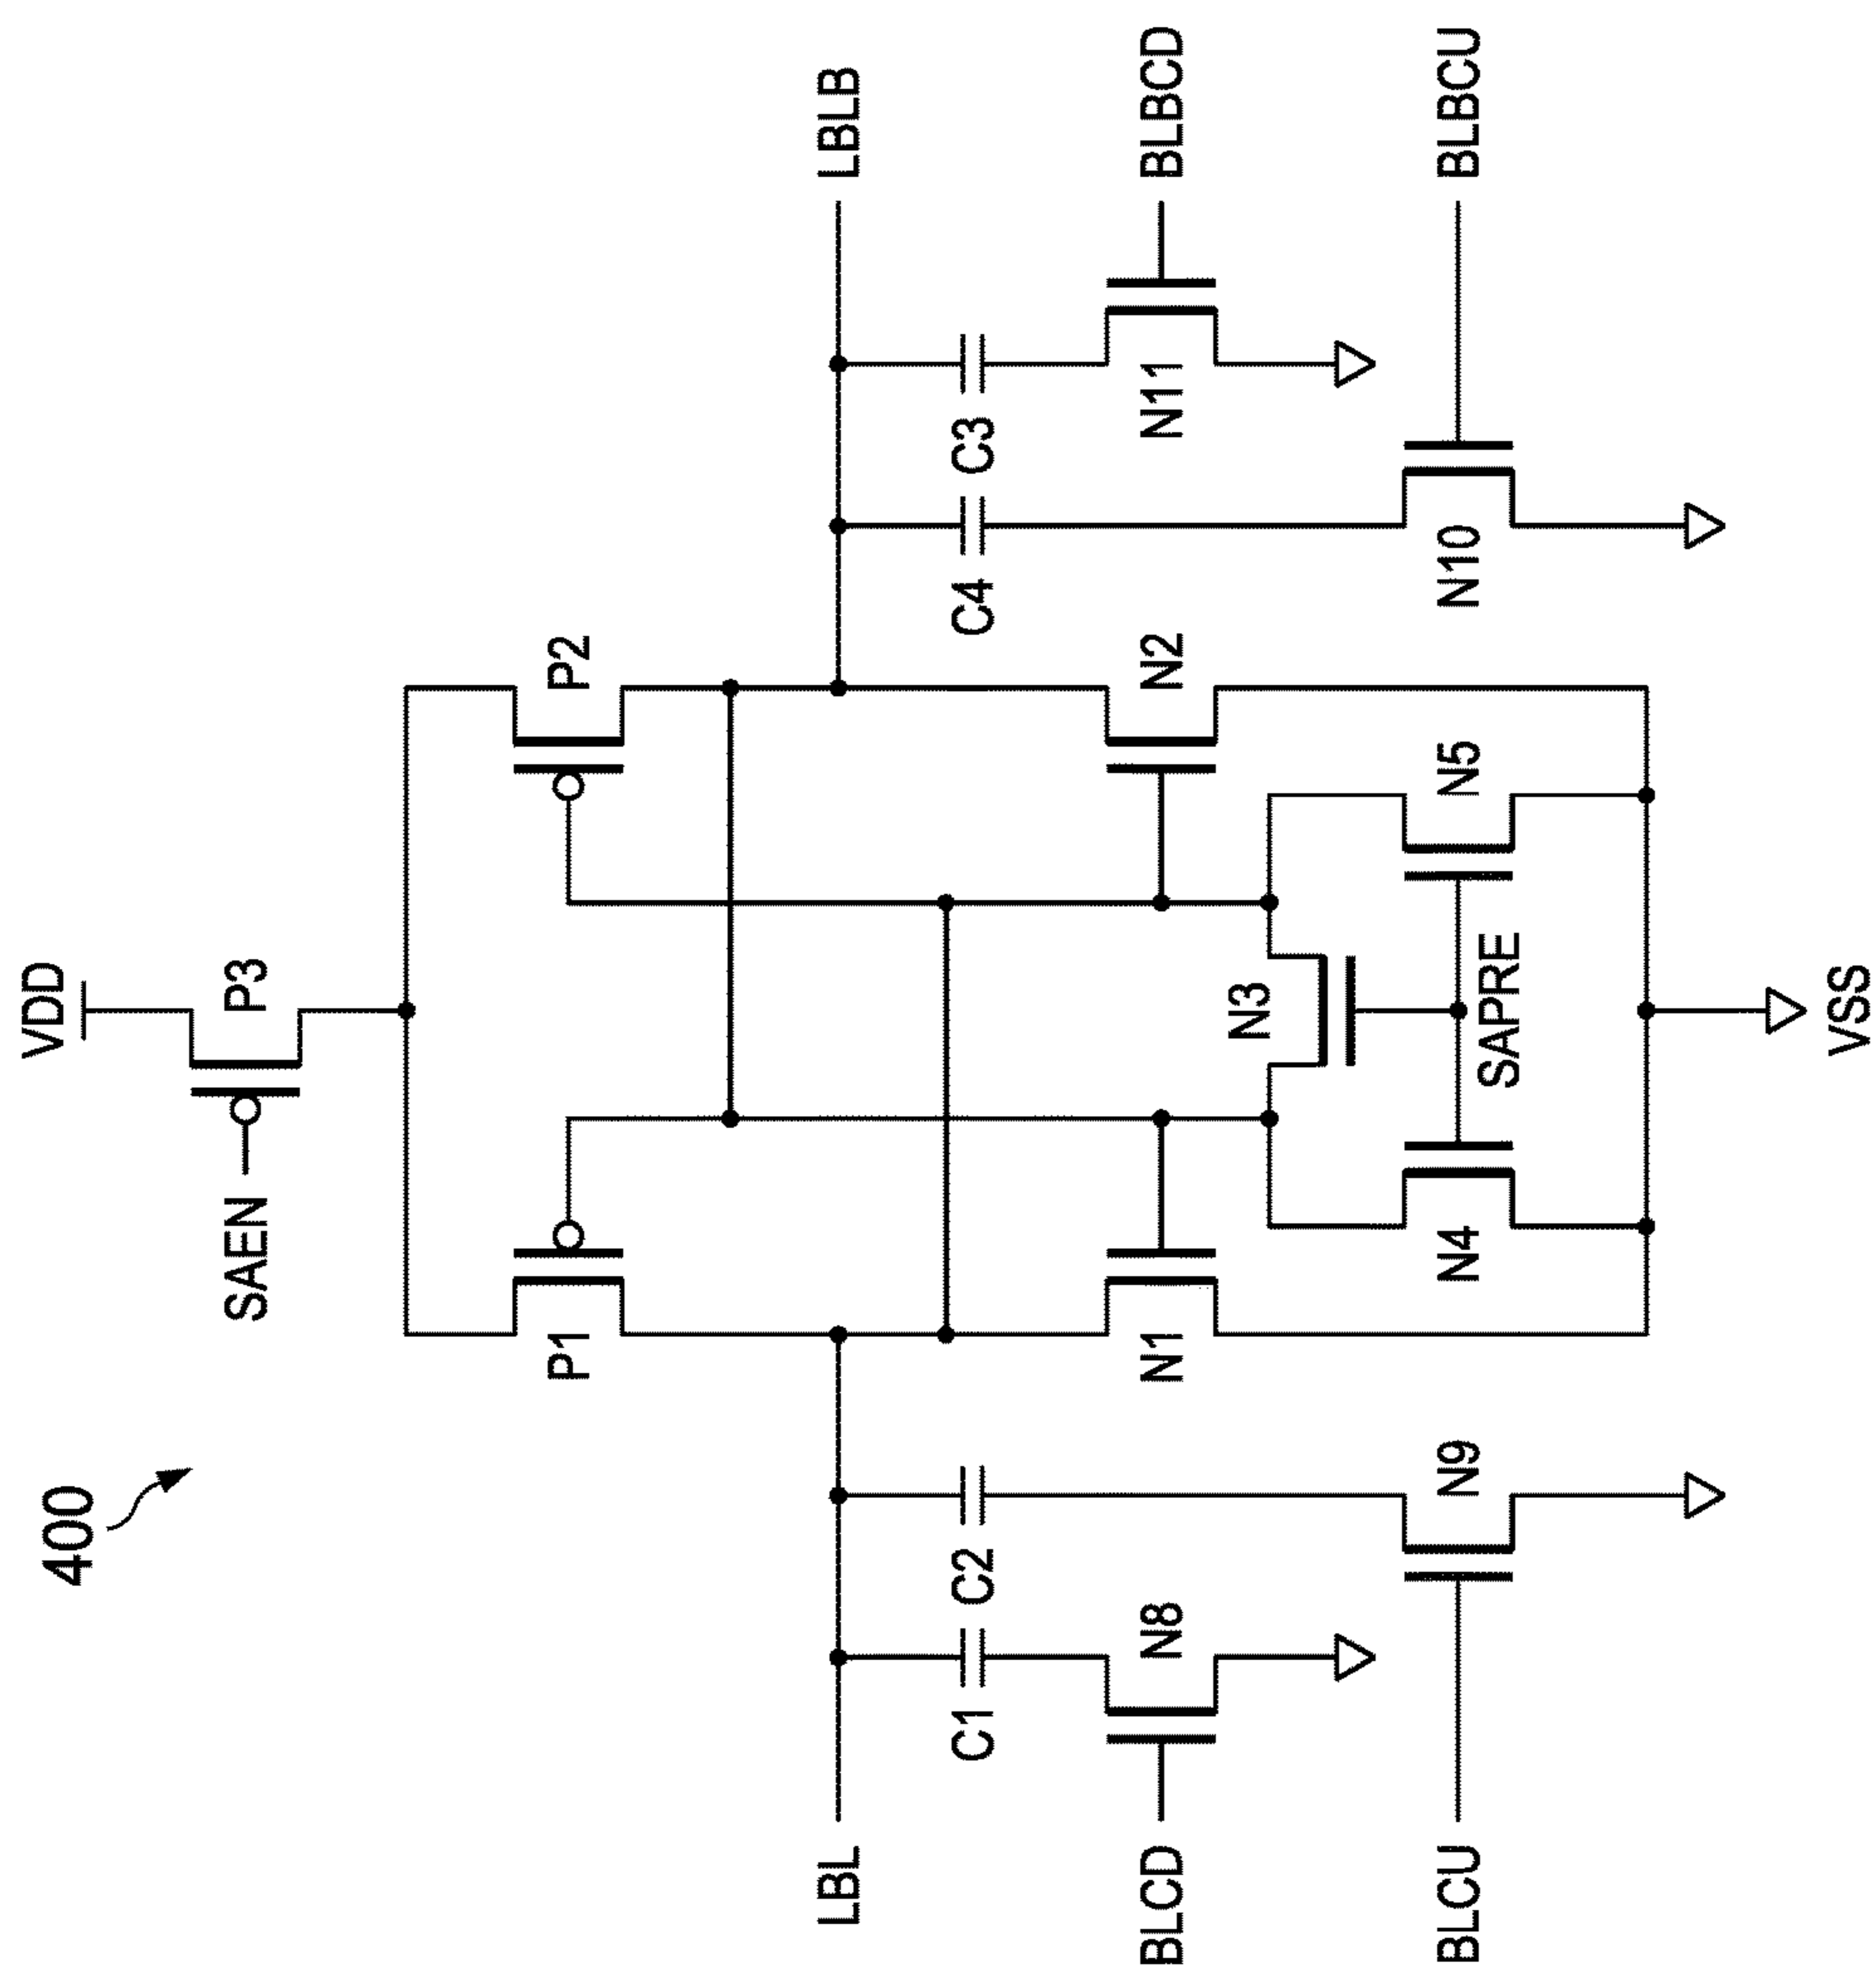 400
VDD
SAEN
P3
P1
P2
LBL
LBLB
C1
C2
C4
C3
BLCD
N8
N1
N3
N2
N11
BLBCD
BLCU
N9
N4
SAPRE
N5
N10
BLBCU
VSS